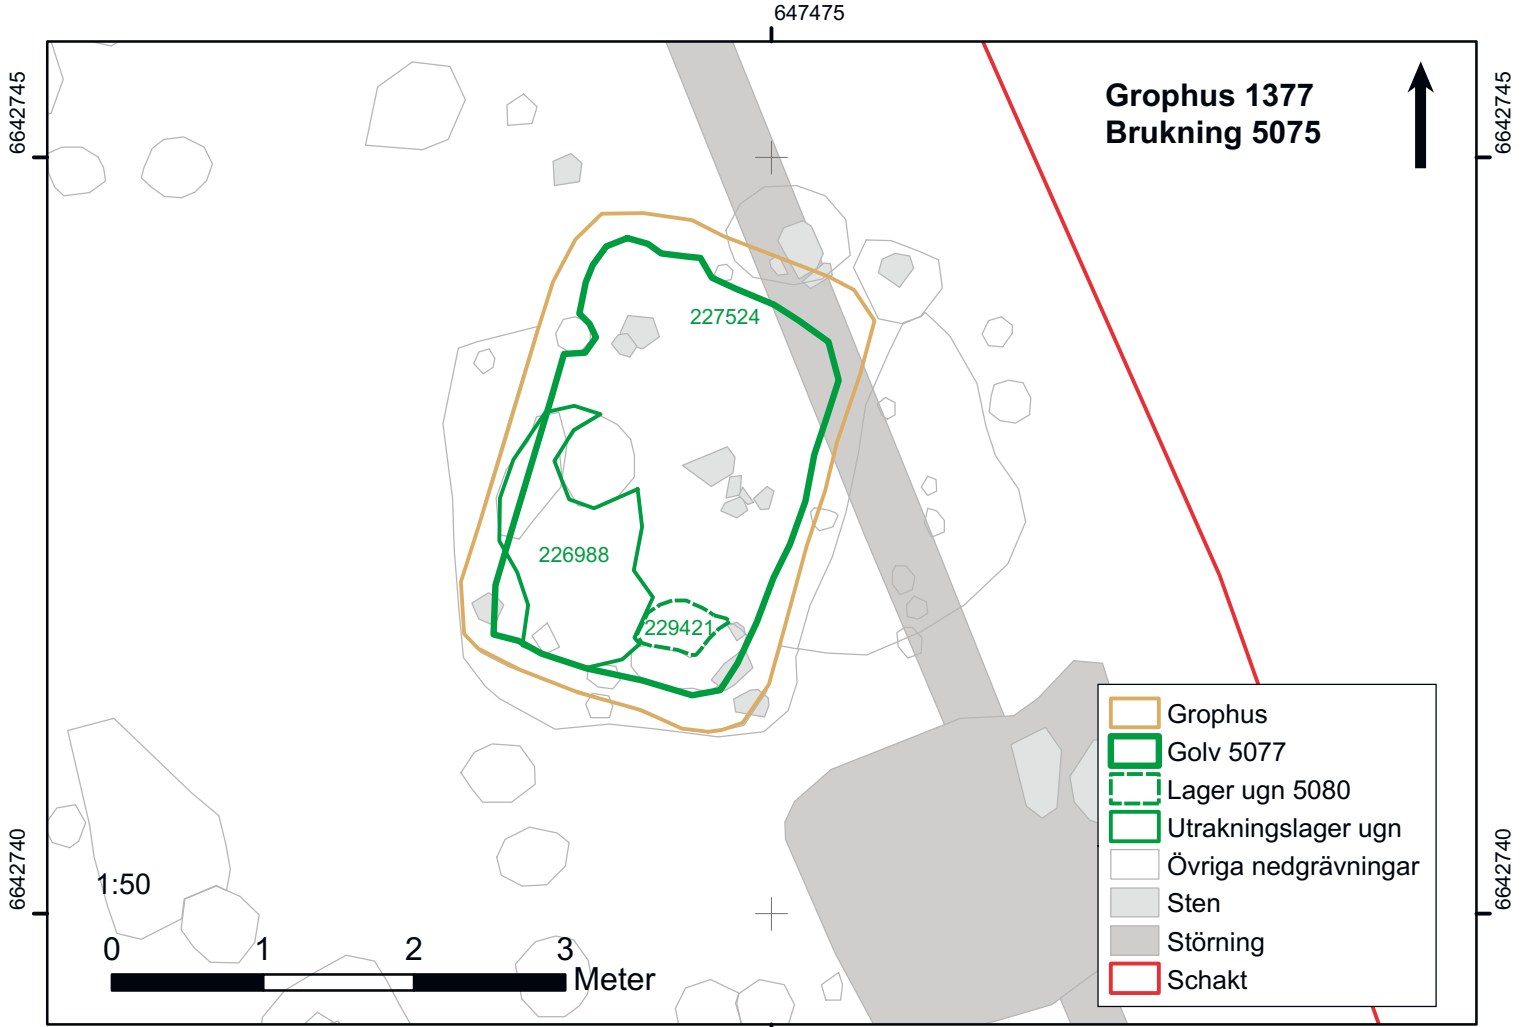 647475
6642745
6642745
Grophus 1377
Brukning 5075
227524
226988
229421
6642740
6642740
1:50
0 1 2 3
Meter
Grophus
Golv 5077
Lager ugn 5080
Utrakningslager ugn
Övriga nedgrävningar
Sten
Störning
Schakt